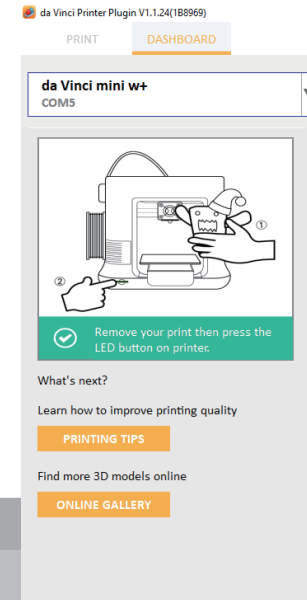 da Vinci Printer Plugin V1.1.24(1B8969)
PRINT DASHBOARD
da Vinci mini w+
COM5
①
②
Remove your print then press the
LED button on printer.
What's next?
Learn how to improve printing quality
PRINTING TIPS
Find more 3D models online
ONLINE GALLERY